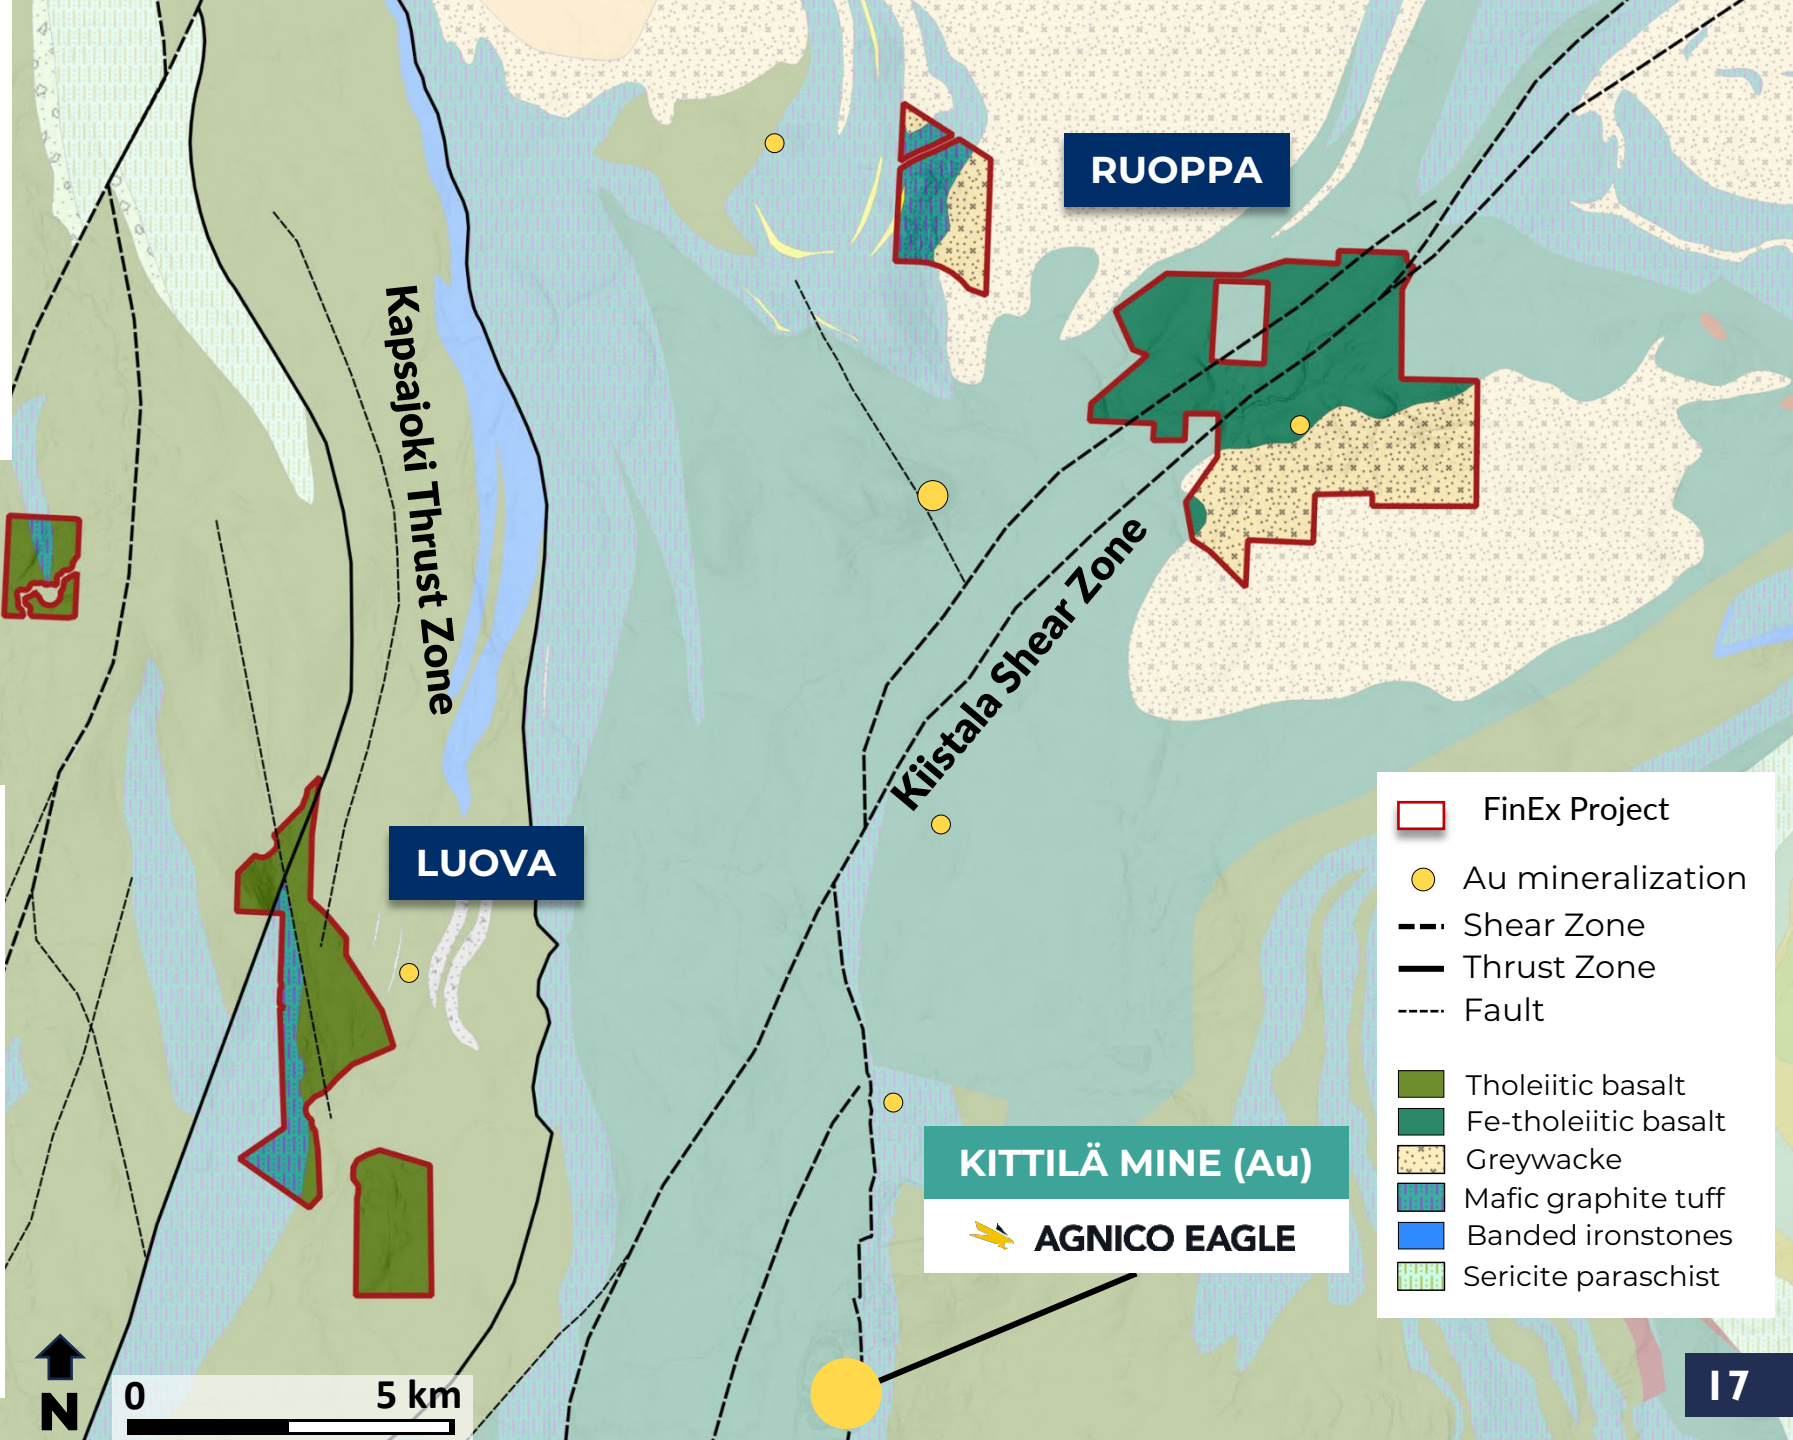 RUOPPA
Kapsajoki Thrust Zone
Kiistala Shear Zone
LUOVA
KITTILÄ MINE (Au)
AGNICO EAGLE
FinEx Project
Au mineralization
Shear Zone
Thrust Zone
Fault
Tholeiitic basalt
Fe-tholeiitic basalt
Greywacke
Mafic graphite tuff
Banded ironstones
Sericite paraschist
N
0 5 km
17